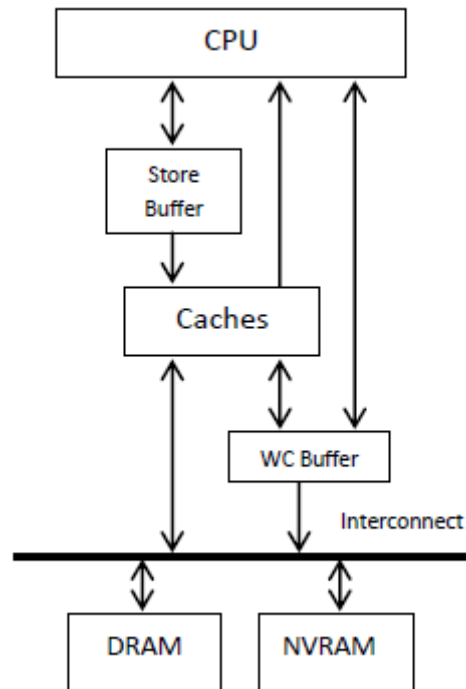 CPU
Store
Buffer
Caches
WC Buffer
Interconnect
DRAM
NVRAM